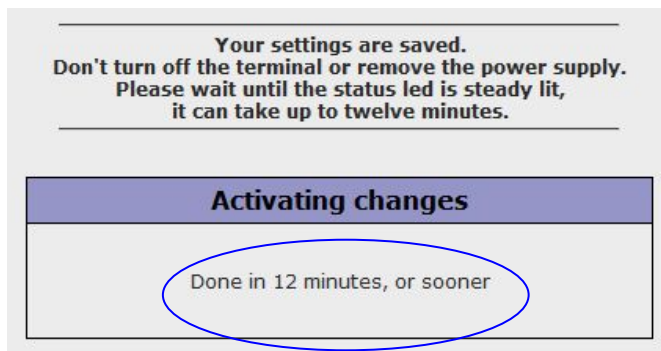 Your settings are saved.
Don't turn off the terminal or remove the power supply.
Please wait until the status led is steady lit,
it can take up to twelve minutes.
Activating changes
Done in 12 minutes, or sooner